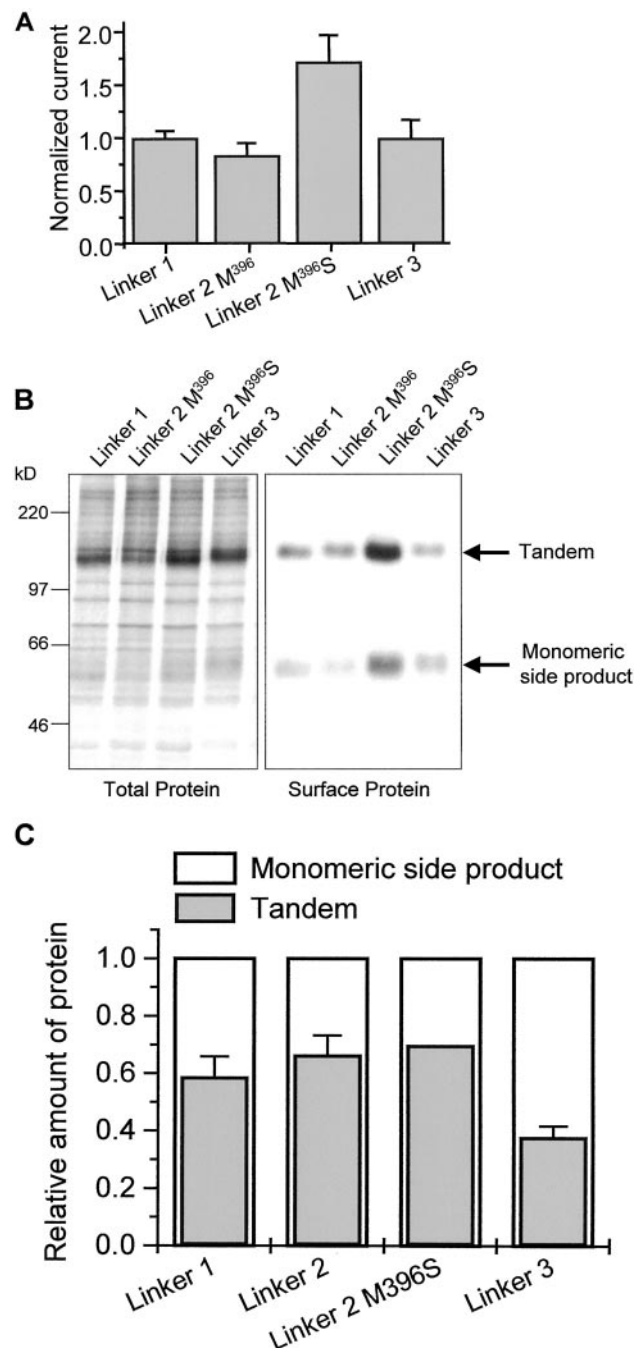 A
Normalized current
2.0
1.5
1.0
0.5
0.0
Linker 1
Linker 2 M³⁹⁶
Linker 2 M³⁹⁶S
Linker 3
B
Linker 1
Linker 2 M³⁹⁶
Linker 2 M³⁹⁶S
Linker 3
Linker 1
Linker 2 M³⁹⁶
Linker 2 M³⁹⁶S
Linker 3
kD
220
97
66
46
Tandem
Monomeric
side product
Total Protein
Surface Protein
C
Monomeric side product
Tandem
Relative amount of protein
1.0
0.8
0.6
0.4
0.2
0.0
Linker 1
Linker 2
Linker 2 M396S
Linker 3